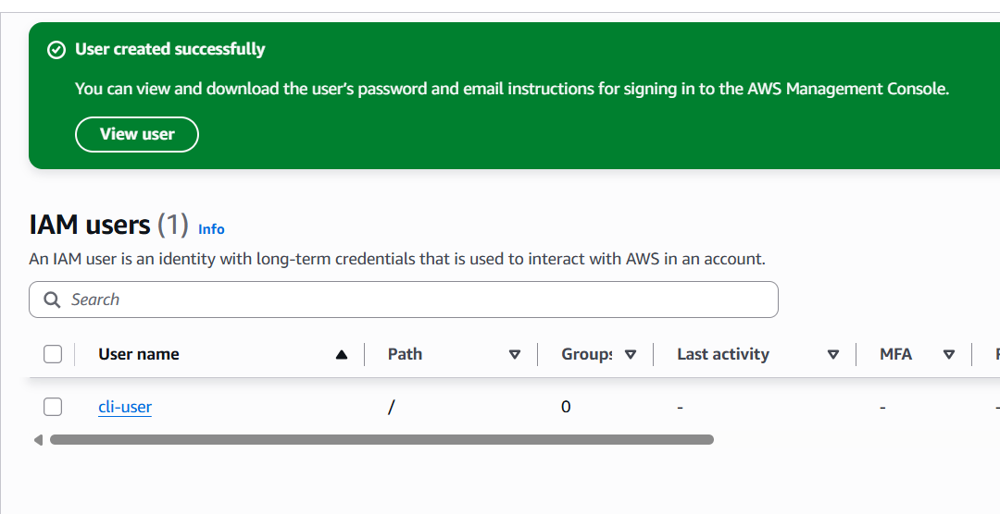 User created successfully
You can view and download the user's password and email instructions for signing in to the AWS Management Console.
View user
IAM users (1) Info
An IAM user is an identity with long-term credentials that is used to interact with AWS in an account.
Search
User name Path Groups Last activity MFA
cli-user / 0 - - -